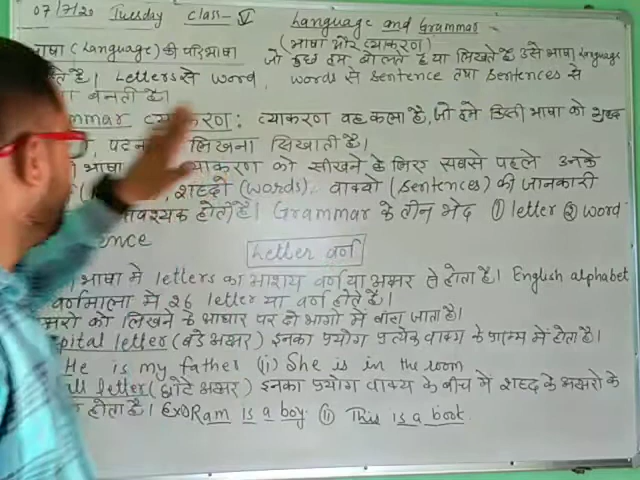 07/7/20 Tuesday Class - V Language and Grammar
(भाषा और व्याकरण)
भाषा (Language) की परिभाषा जो कुछ हम बोलते है या लिखते है उसे भाषा Language
है। Letters से word, words से sentence तथा sentences से
बनती है।
व्याकरण : व्याकरण वह कला है, जो हमे किसी भाषा को शुद्ध
लिखना सिखाती है।
भाषा व्याकरण को सीखने के लिए सबसे पहले उनके
, शब्दो (words), वाक्यो (sentences) की जानकारी
आवश्यक होती है। Grammar के तीन भेद ① letter ② word
Letter वर्ण
, भाषा मे letters का आशय वर्ण या अक्षर से होता है। English alphabet
वर्णमाला मे 26 letter या वर्ण होते है।
को लिखने के आधार पर दो भागो मे बाँटा जाता है।
letter (बडे अक्षर) इनका प्रयोग प्रत्येक वाक्य के प्रारम्भ में होता है।
He is my father (ii) She is in the room
letter (छोटे अक्षर) इनका प्रयोग वाक्य के बीच में शब्द के अक्षरो के
होता है। Ex① Ram is a boy. (ii) This is a book.